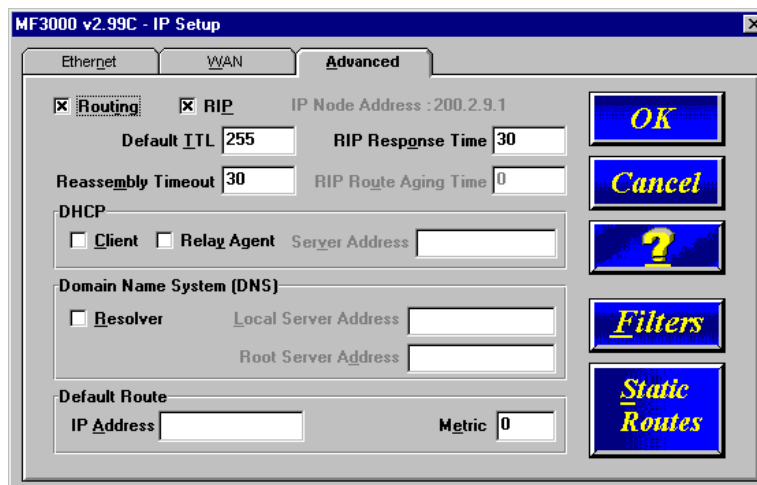 MF3000 v2.99C - IP Setup
Ethernet WAN Advanced
Routing RIP IP Node Address : 200.2.9.1
Default TTL 255 RIP Response Time 30
Reassembly Timeout 30 RIP Route Aging Time 0
DHCP
Client Relay Agent Server Address
Domain Name System (DNS)
Resolver Local Server Address
Root Server Address
Default Route
IP Address Metric 0
OK
Cancel
?
Filters
Static
Routes